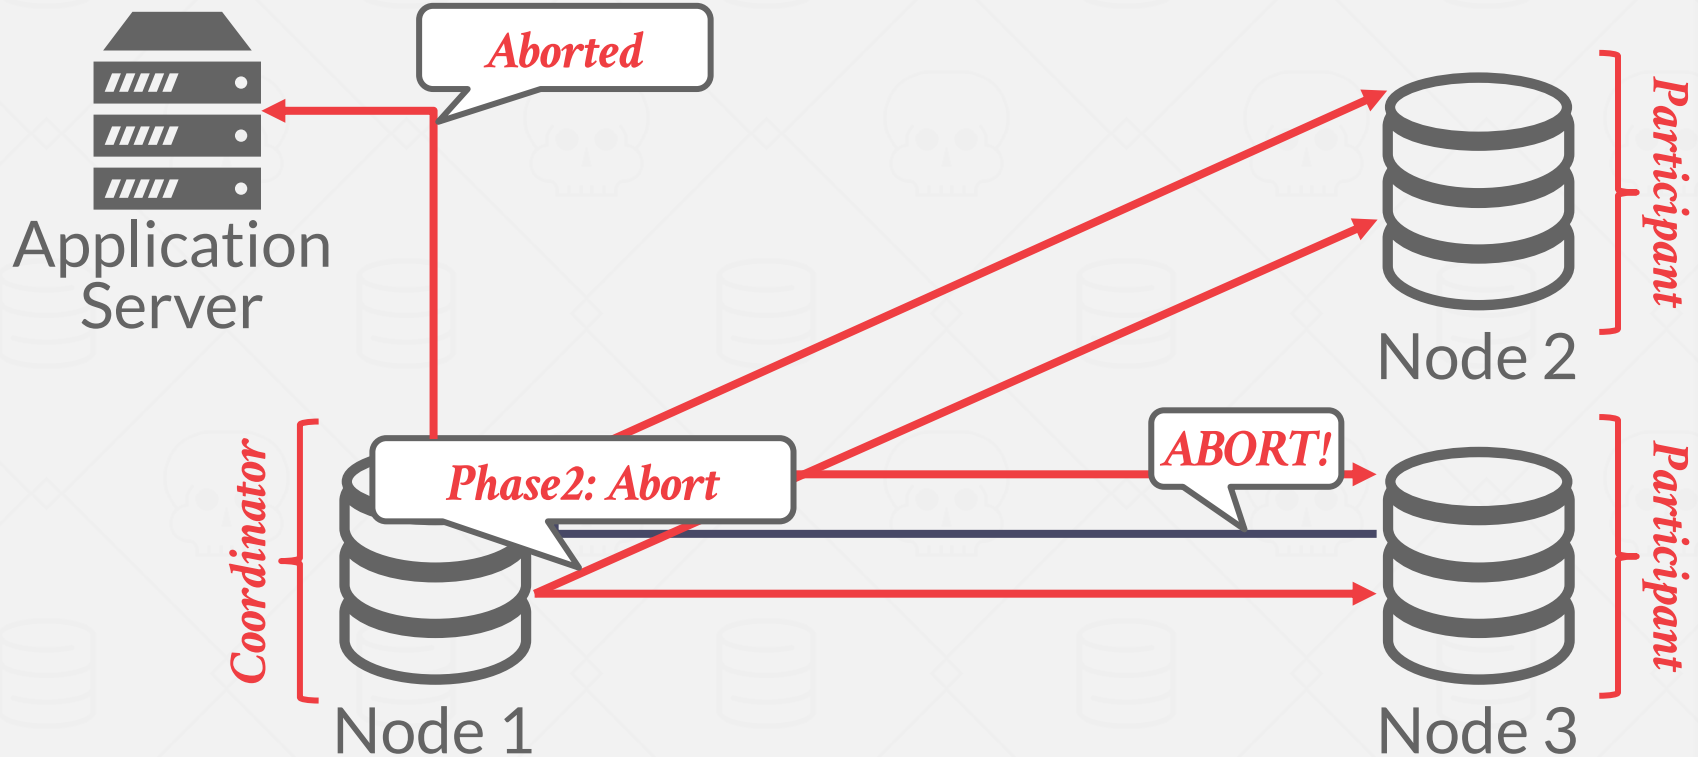 Aborted
Application
Server
Participant
Node 2
Coordinator
Phase2: Abort
ABORT!
Participant
Node 1
Node 3